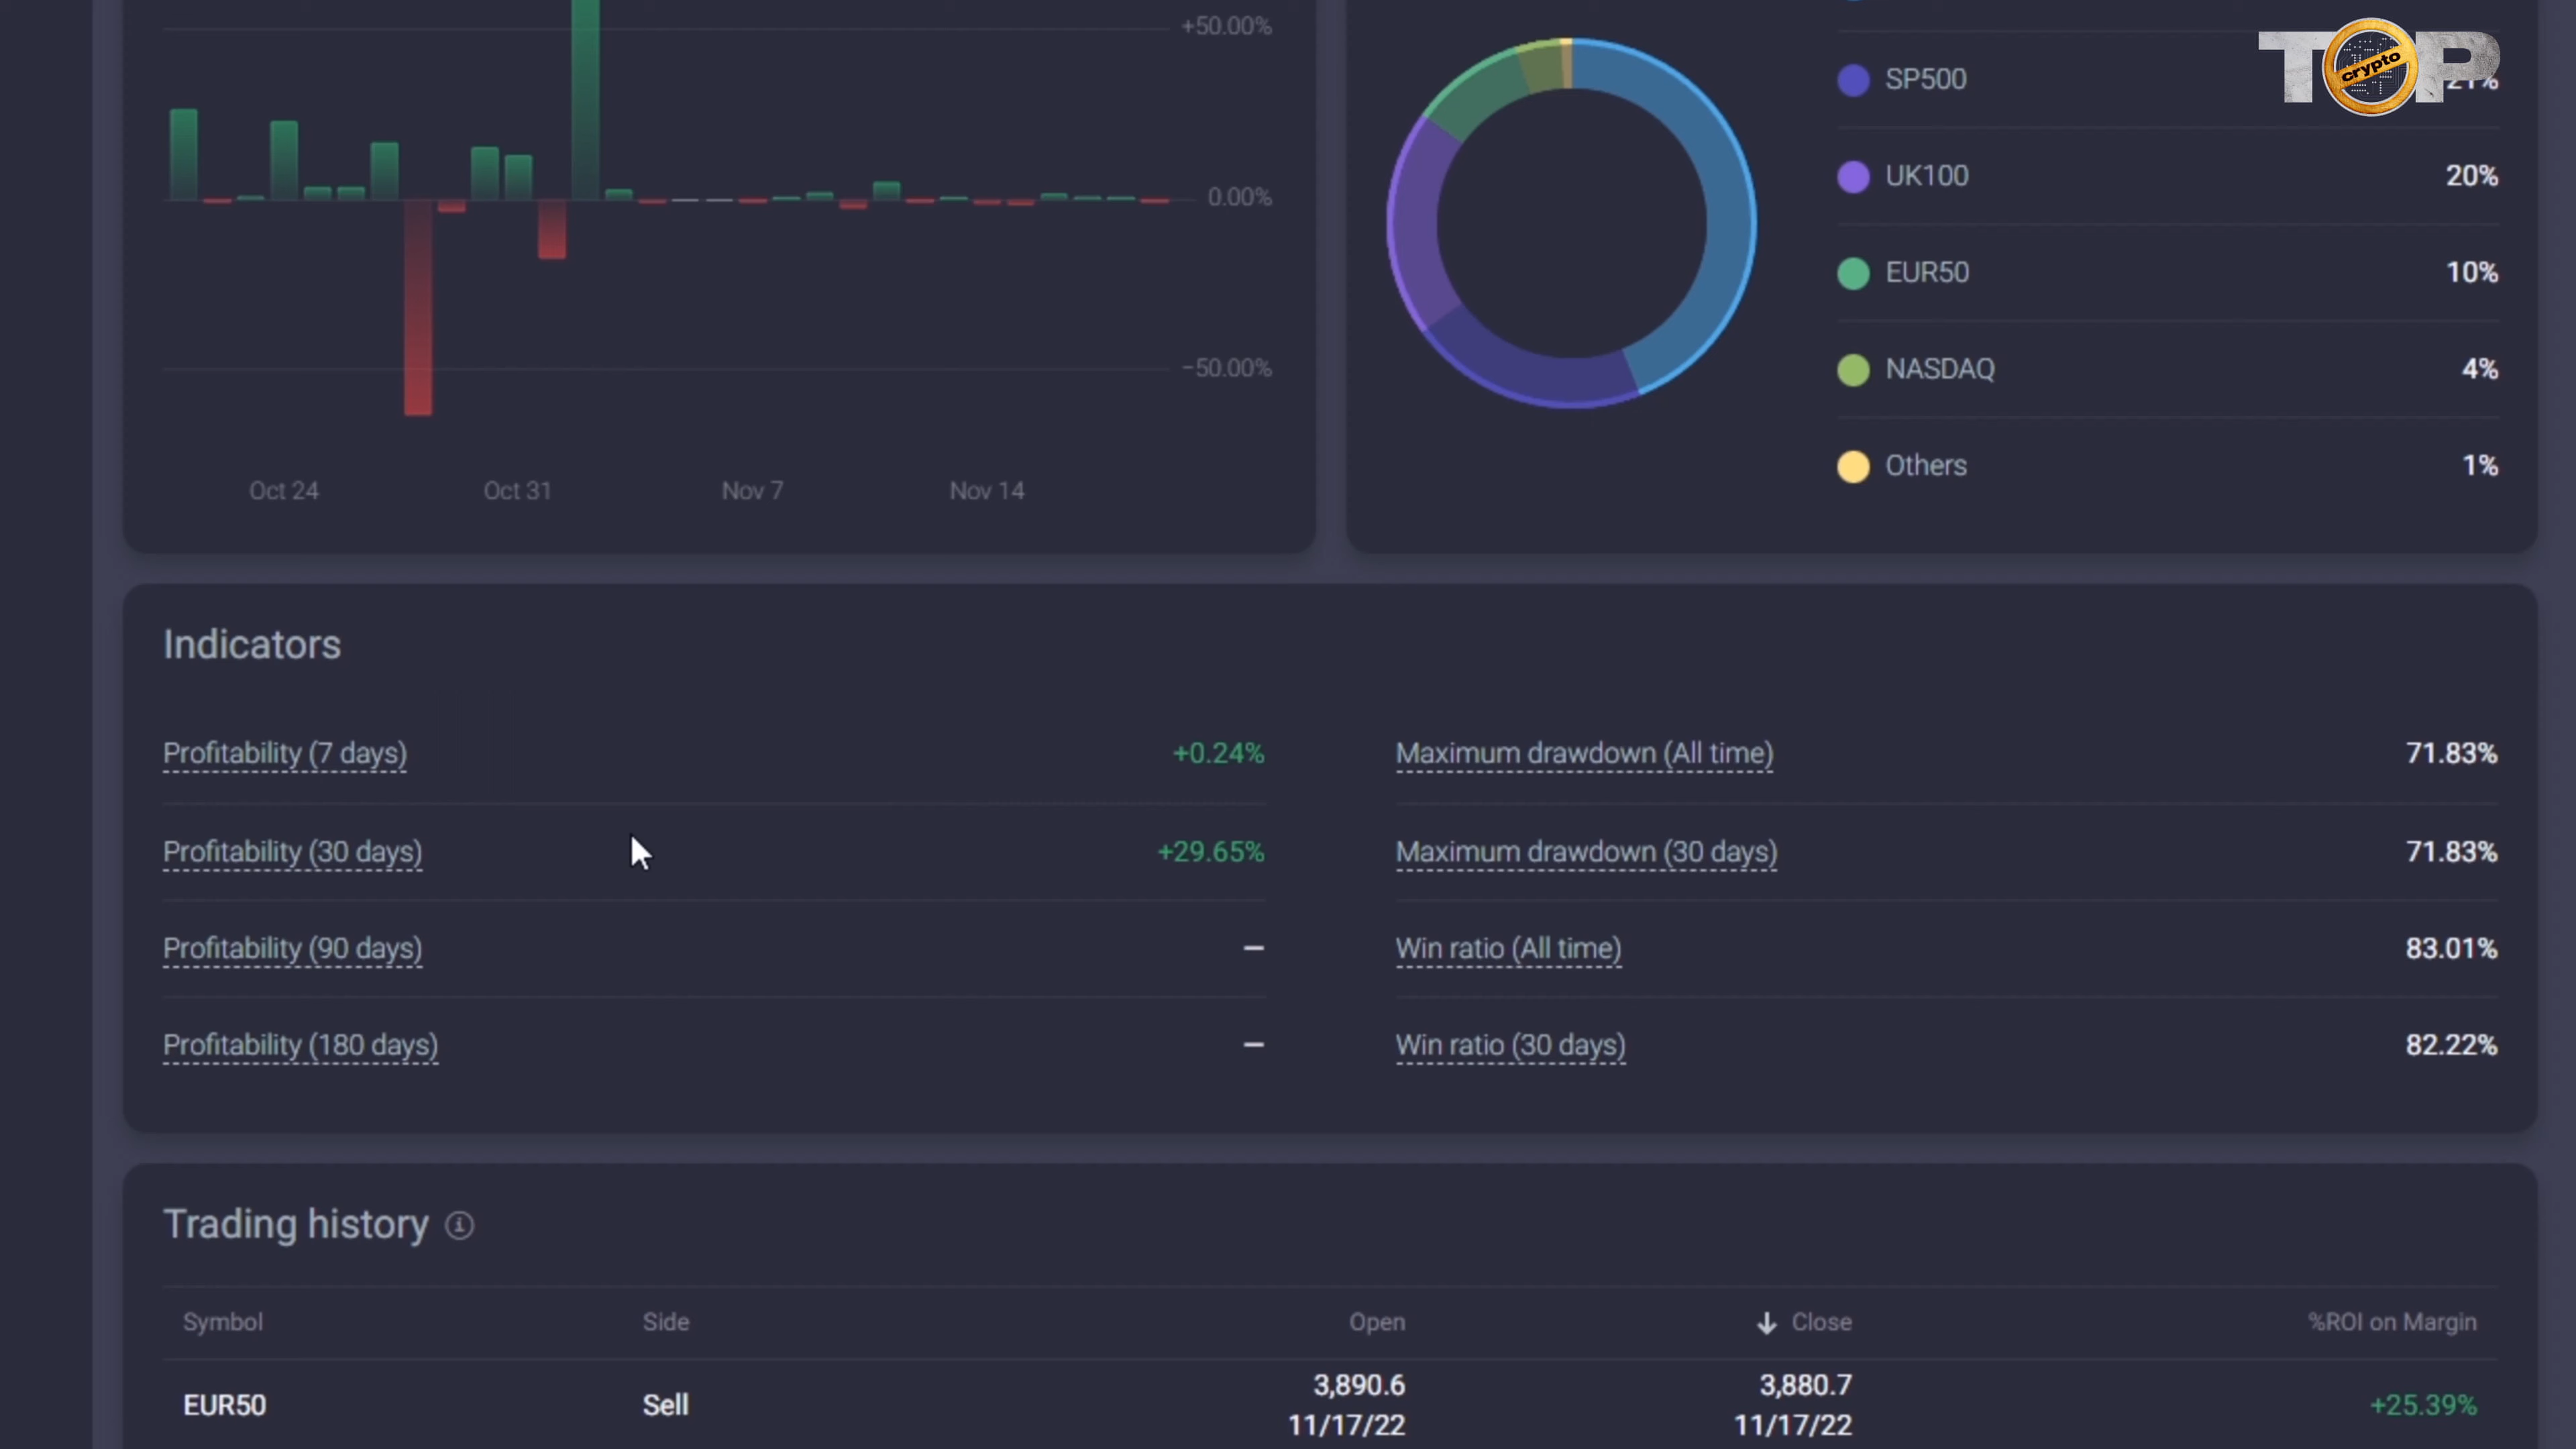 +50.00%
0.00%
−50.00%
Oct 24 Oct 31 Nov 7 Nov 14
TOP
crypto
SP500 21%
UK100 20%
EUR50 10%
NASDAQ 4%
Others 1%
Indicators
Profitability (7 days) +0.24%
Maximum drawdown (All time) 71.83%
Profitability (30 days) +29.65%
Maximum drawdown (30 days) 71.83%
Profitability (90 days) –
Win ratio (All time) 83.01%
Profitability (180 days) –
Win ratio (30 days) 82.22%
Trading history
Symbol Side Open Close %ROI on Margin
EUR50 Sell 3,890.6 3,880.7 +25.39%
11/17/22 11/17/22